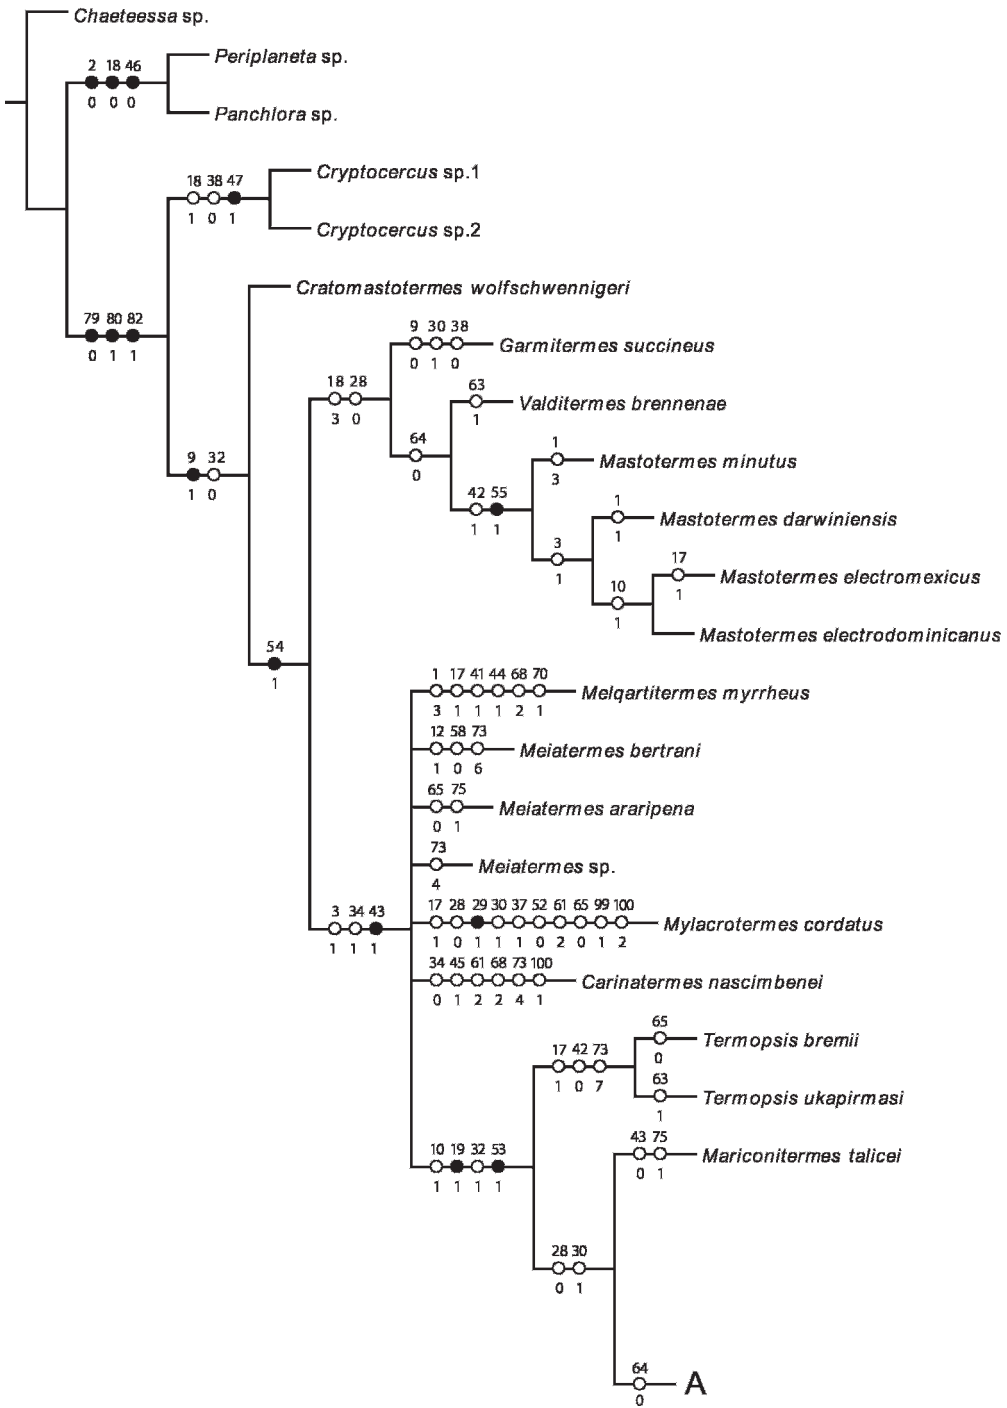 Chaeteessa sp.
2 18 46
Periplaneta sp.
0 0 0
Panchlora sp.
18 38 47
Cryptocercus sp.1
1 0 1
Cryptocercus sp.2
Cratomastotermes wolfschwennigeri
79 80 82
0 1 1
9 30 38
Garmitermes succineus
0 1 0
18 28
3 0
63
Valditermes brennenae
1
64
0
1
Mastotermes minutus
3
9 32
1 0
42 55
1 1
1
Mastotermes darwiniensis
1
3
1
17
Mastotermes electromexicus
1
10
1
Mastotermes electrodominicanus
54
1
1 17 41 44 68 70
Melqartitermes myrrheus
3 1 1 1 2 1
12 58 73
Meiatermes bertrani
1 0 6
65 75
Meiatermes araripena
0 1
73
Meiatermes sp.
4
3 34 43
1 1 1
17 28 29 30 37 52 61 65 99 100
Mylacrotermes cordatus
1 0 1 1 1 0 2 0 1 2
34 45 61 68 73 100
Carinatermes nascimbenei
0 1 2 2 4 1
65
Termopsis bremii
0
17 42 73
1 0 7
63
Termopsis ukapirmasi
1
43 75
Mariconitermes talicei
0 1
10 19 32 53
1 1 1 1
28 30
0 1
64
A
0